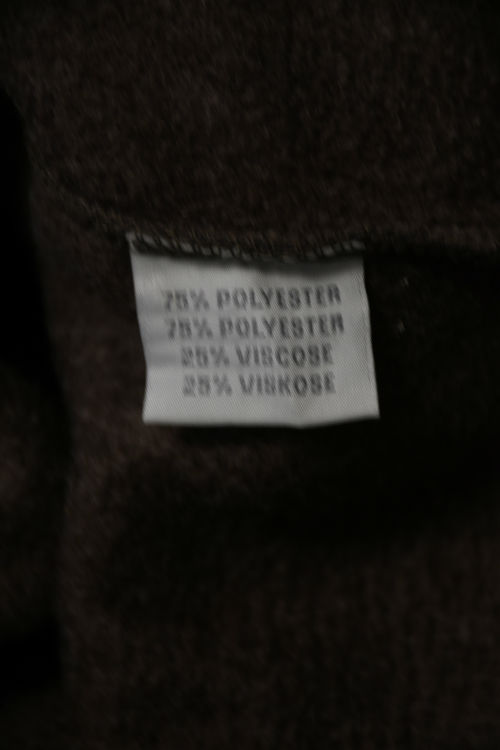 75% POLYESTER
75% POLYESTER
25% VISCOSE
25% VISKOSE